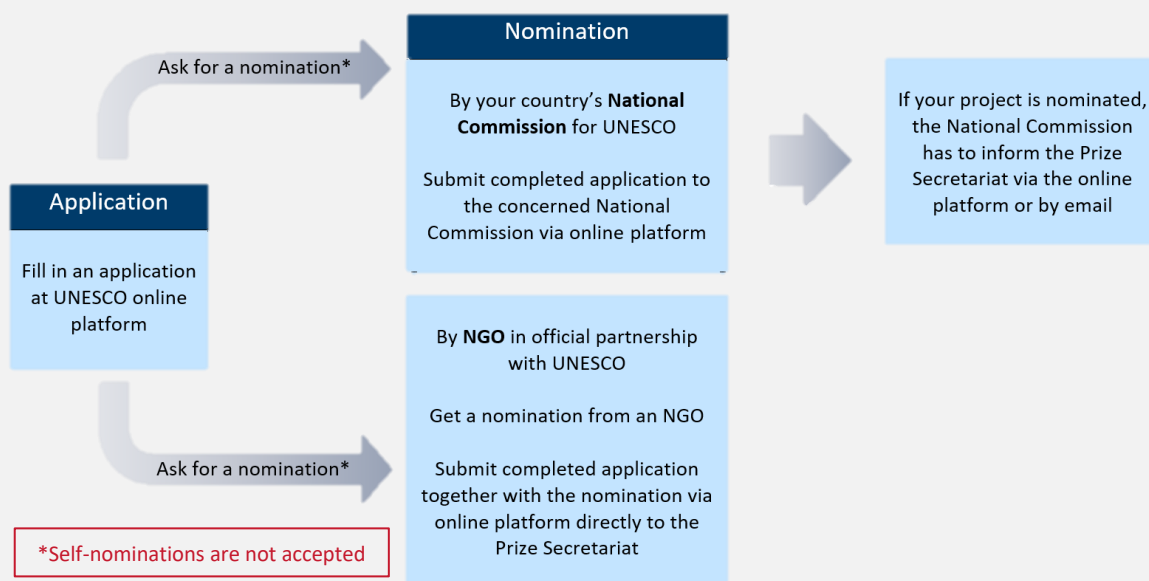 Application
Fill in an application
at UNESCO online
platform
Ask for a nomination*
Nomination
By your country’s National
Commission for UNESCO
Submit completed application to
the concerned National
Commission via online platform
If your project is nominated,
the National Commission
has to inform the Prize
Secretariat via the online
platform or by email
Ask for a nomination*
By NGO in official partnership
with UNESCO
Get a nomination from an NGO
Submit completed application
together with the nomination via
online platform directly to the
Prize Secretariat
*Self-nominations are not accepted